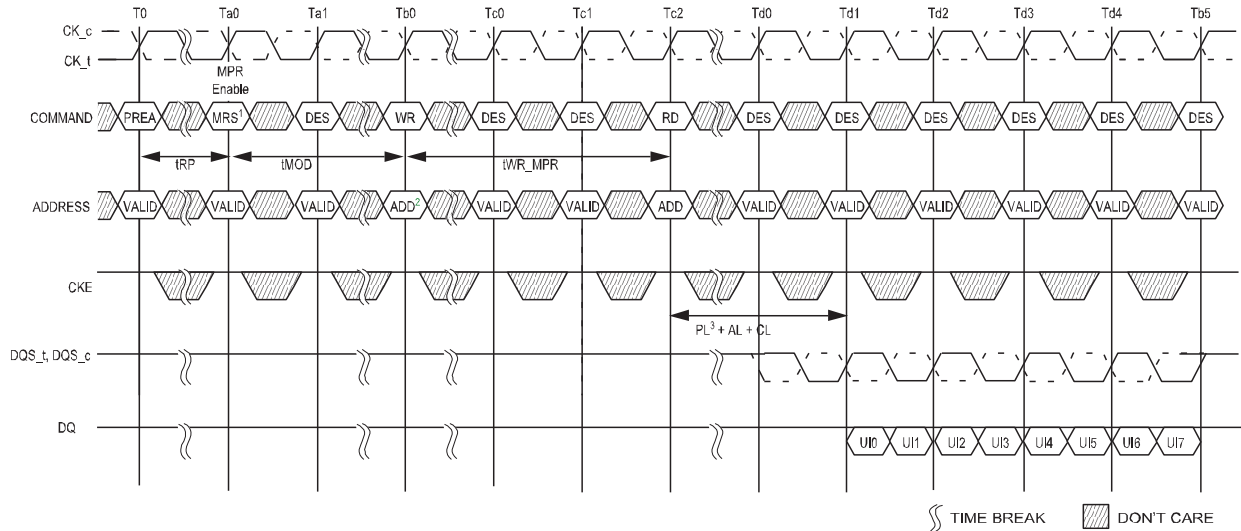 T0 Ta0 Ta1 Tb0 Tc0 Tc1 Tc2 Td0 Td1 Td2 Td3 Td4 Tb5
CK_c
CK_t
MPR
Enable
COMMAND PREA MRS¹ DES WR DES DES RD DES DES DES DES DES DES
tRP tMOD tWR_MPR
ADDRESS VALID VALID VALID ADD² VALID VALID ADD VALID VALID VALID VALID VALID VALID
CKE
PL³ + AL + CL
DQS_t, DQS_c
DQ
UI0 UI1 UI2 UI3 UI4 UI5 UI6 UI7
TIME BREAK DON'T CARE